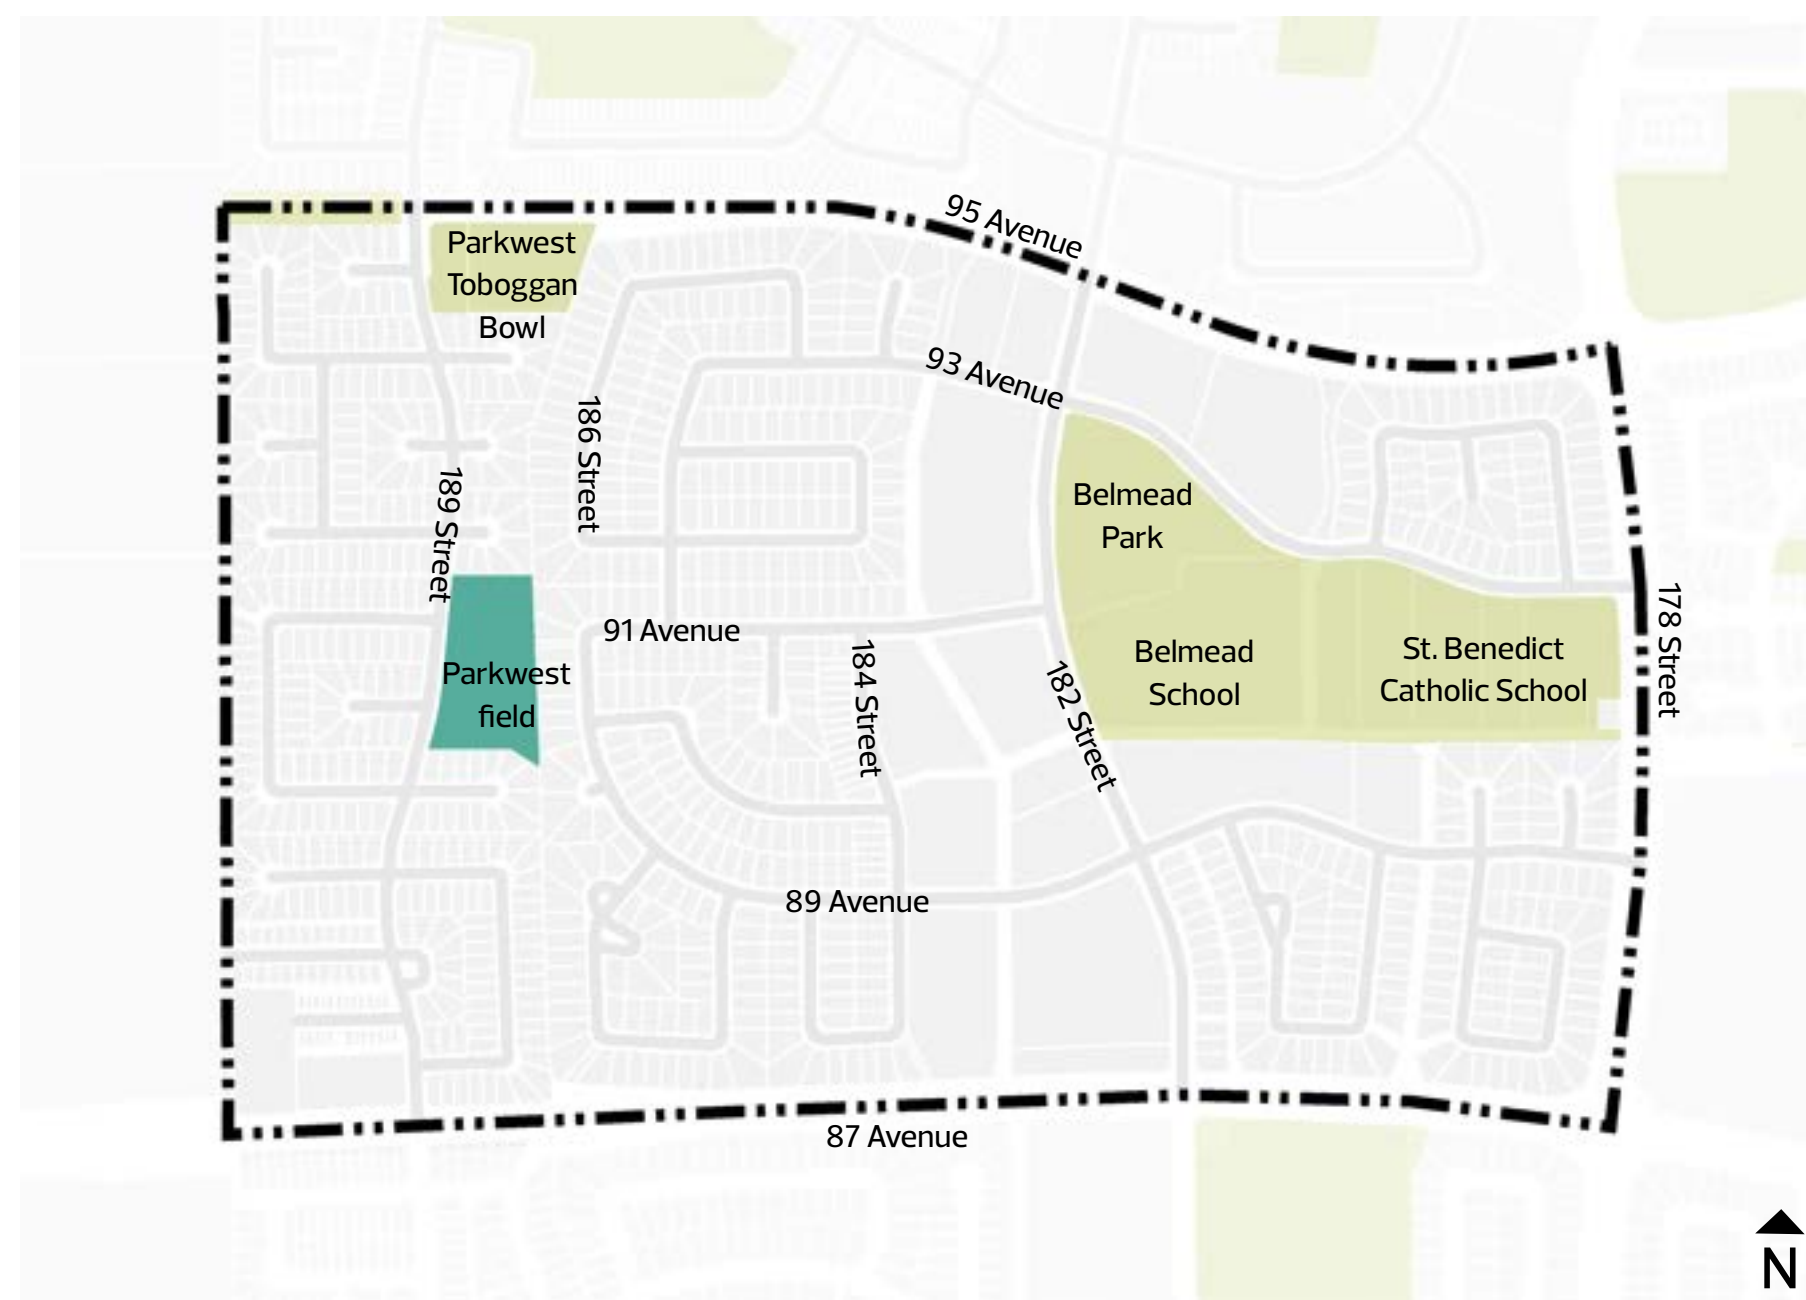 95 Avenue
Parkwest
Toboggan
Bowl
93 Avenue
186 Street
189 Street
Belmead
Park
178 Street
91 Avenue
Parkwest
field
184 Street
182 Street
Belmead
School
St. Benedict
Catholic School
89 Avenue
87 Avenue
N